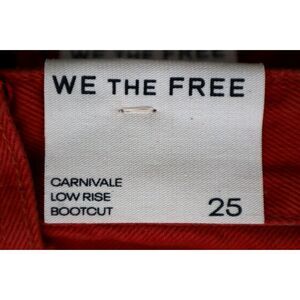 WE THE FREE
CARNIVALE
LOW RISE
BOOTCUT
25